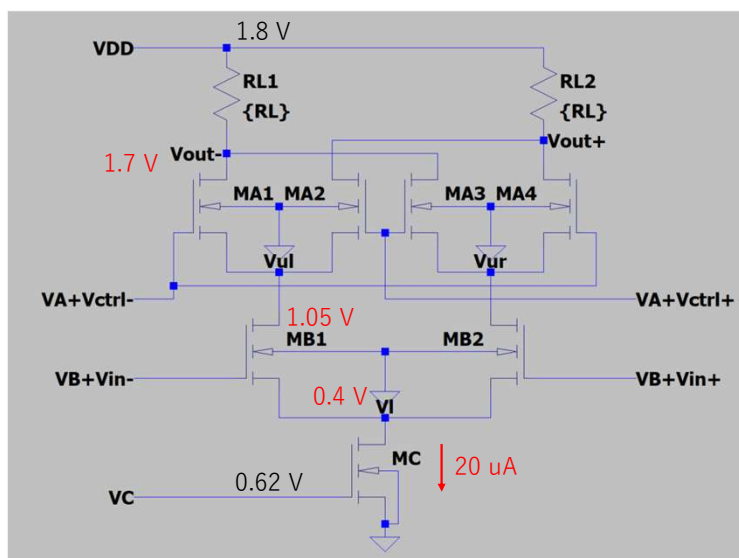 1.8 V
VDD
RL1
{RL}
RL2
{RL}
Vout-
Vout+
1.7 V
MA1
MA2
MA3
MA4
Vul
Vur
VA+Vctrl-
VA+Vctrl+
1.05 V
MB1
MB2
VB+Vin-
VB+Vin+
0.4 V
Vl
MC
20 uA
0.62 V
VC